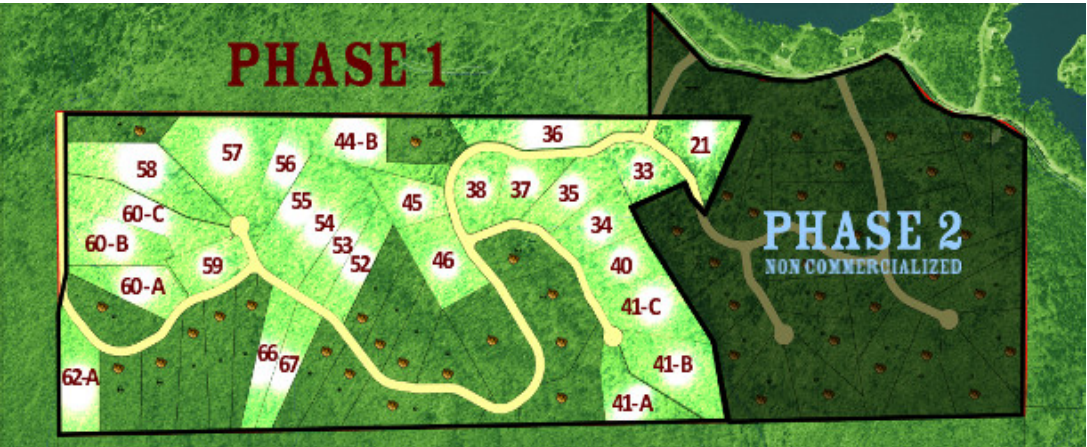 PHASE 1
36
21
44-B
57
58
56
33
38
37
35
45
55
60-C
54
34
60-B
53
52
46
59
40
60-A
41-C
66
67
41-B
62-A
41-A
PHASE 2
NON COMMERCIALIZED